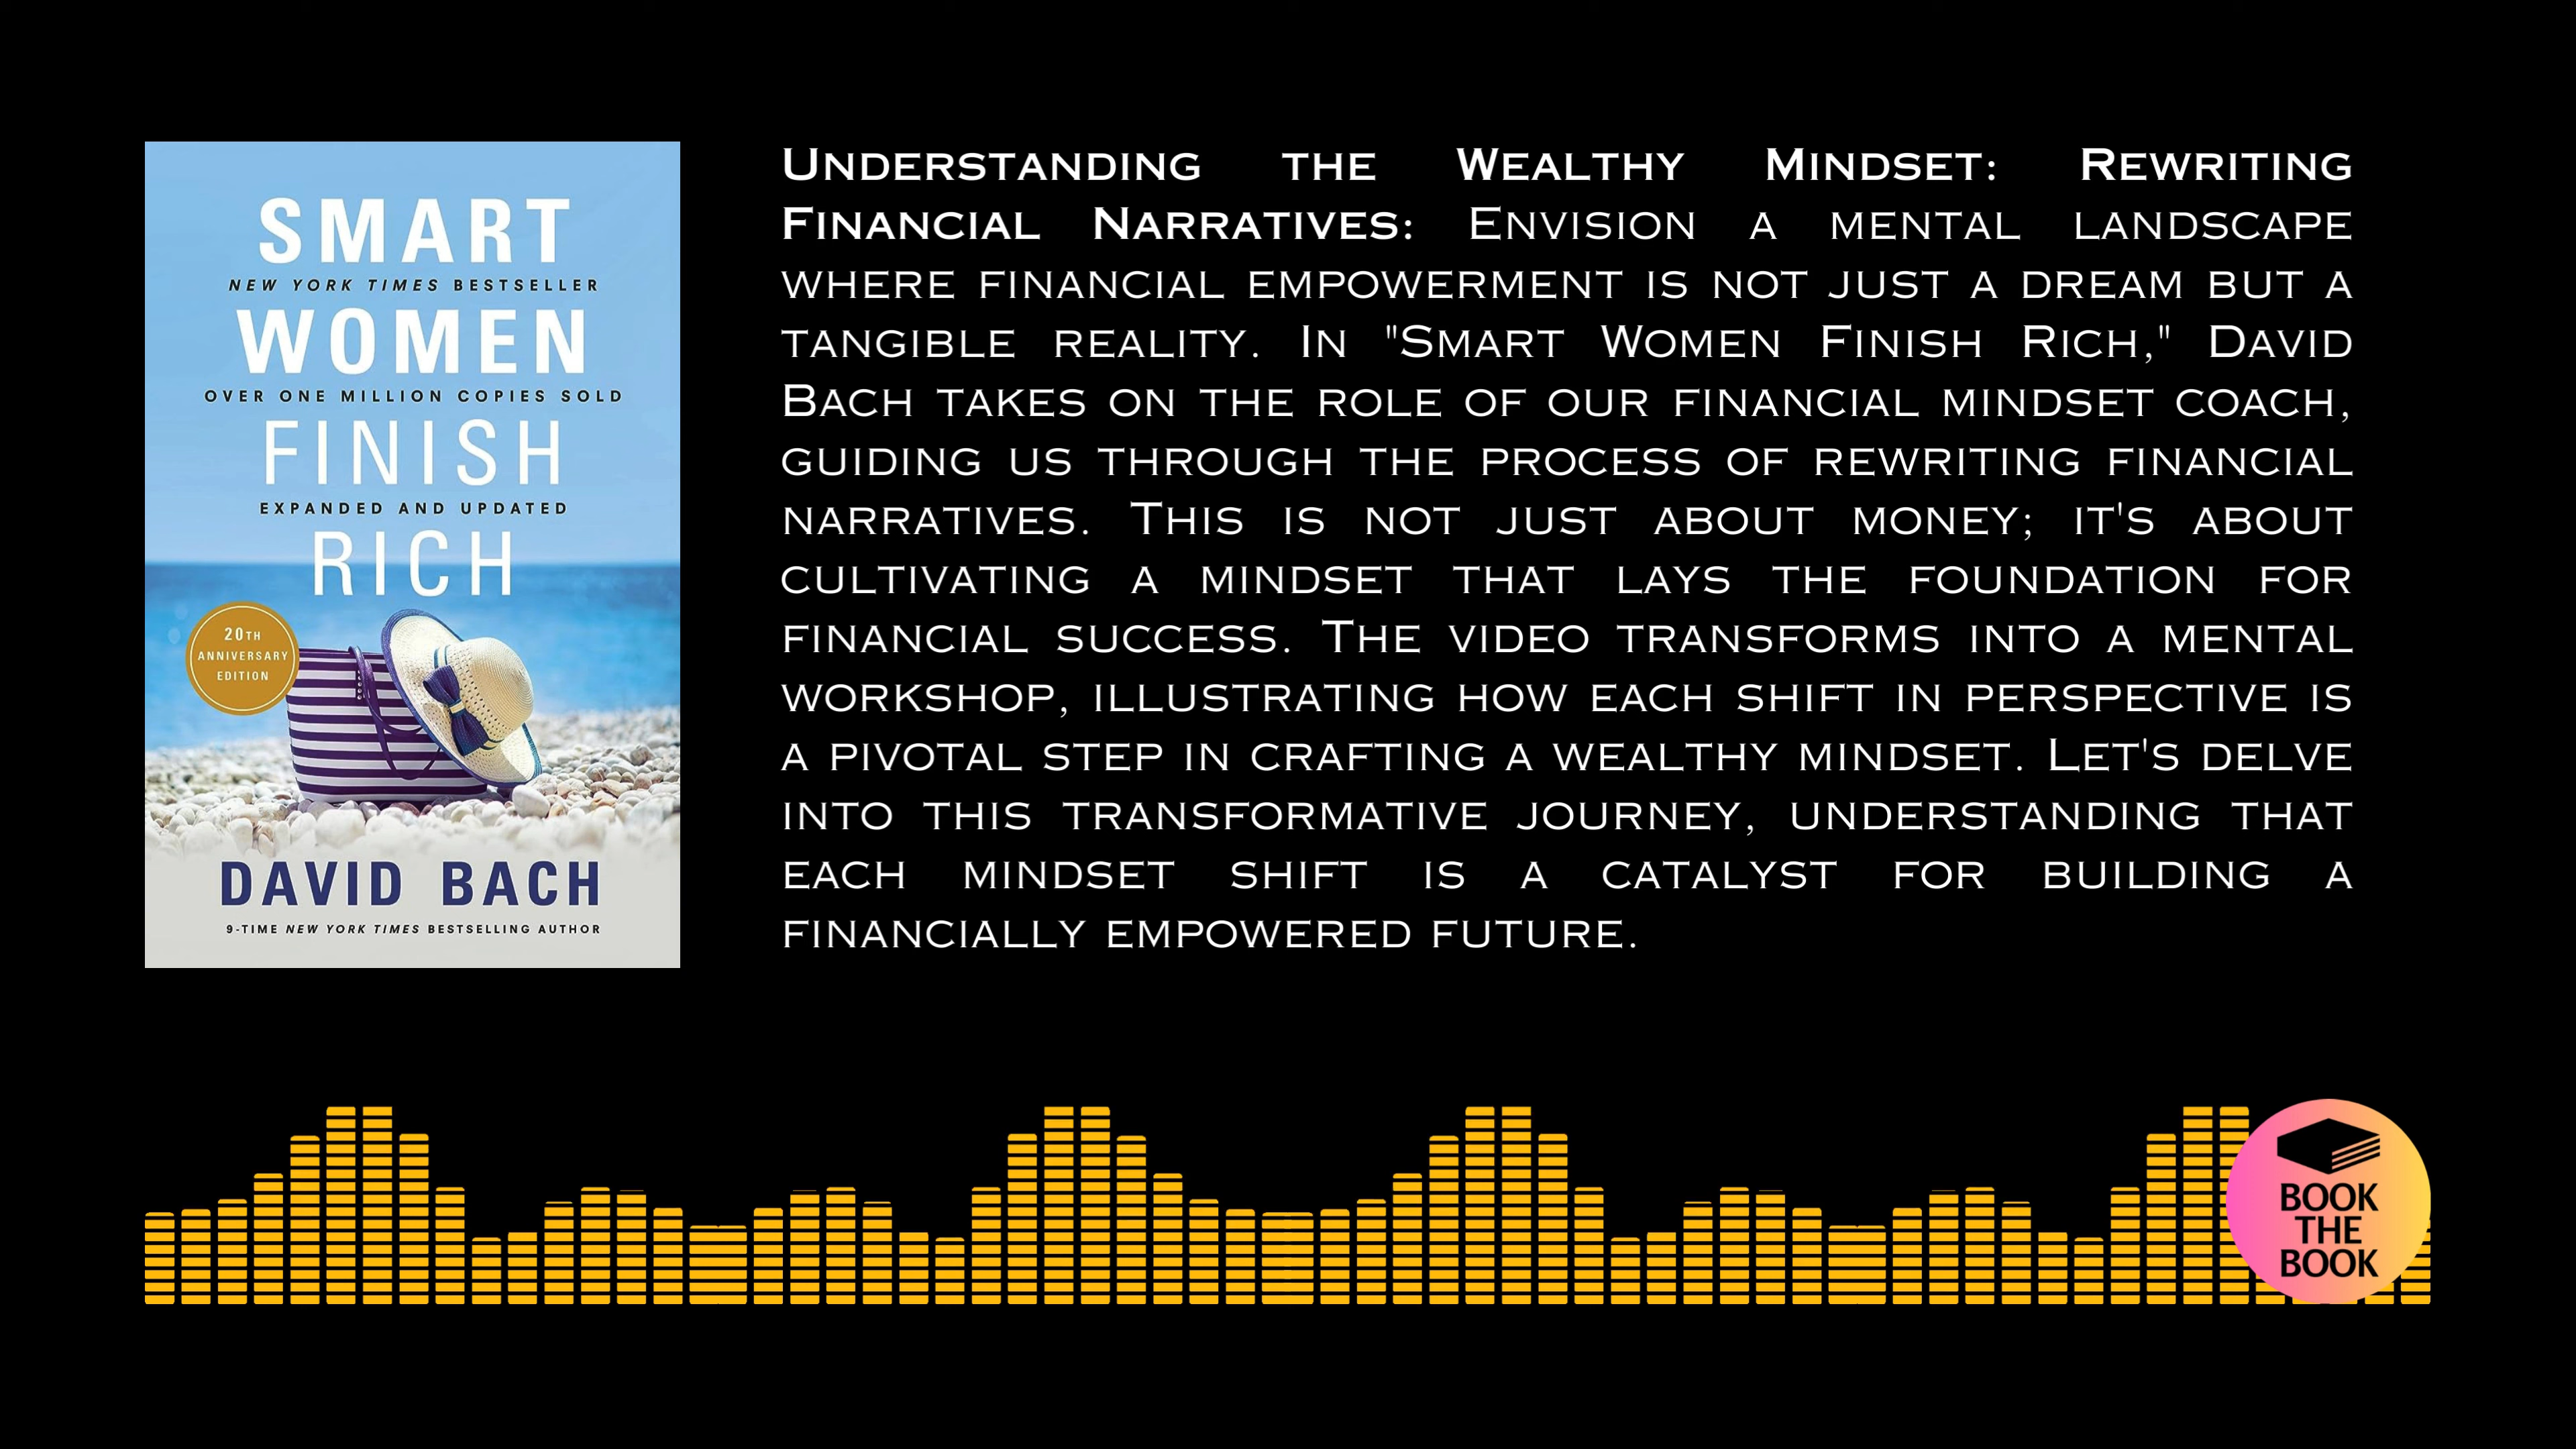 SMART
NEW YORK TIMES BESTSELLER
WOMEN
OVER ONE MILLION COPIES SOLD
FINISH
EXPANDED AND UPDATED
RICH
20TH
ANNIVERSARY
EDITION
DAVID BACH
9-TIME NEW YORK TIMES BESTSELLING AUTHOR
Understanding the Wealthy Mindset: Rewriting
Financial Narratives: Envision a mental landscape
where financial empowerment is not just a dream but a
tangible reality. In "Smart Women Finish Rich," David
Bach takes on the role of our financial mindset coach,
guiding us through the process of rewriting financial
narratives. This is not just about money; it's about
cultivating a mindset that lays the foundation for
financial success. The video transforms into a mental
workshop, illustrating how each shift in perspective is
a pivotal step in crafting a wealthy mindset. Let's delve
into this transformative journey, understanding that
each mindset shift is a catalyst for building a
financially empowered future.
BOOK
THE
BOOK